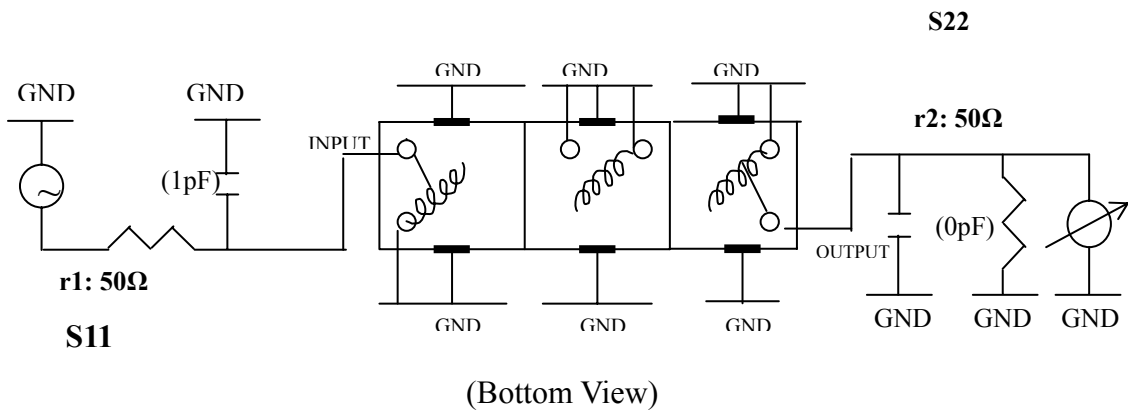 S22
GND GND GND
GND GND
r2: 50Ω
INPUT
(1pF)
(0pF)
OUTPUT
r1: 50Ω
GND GND GND
GND GND GND
S11
(Bottom View)